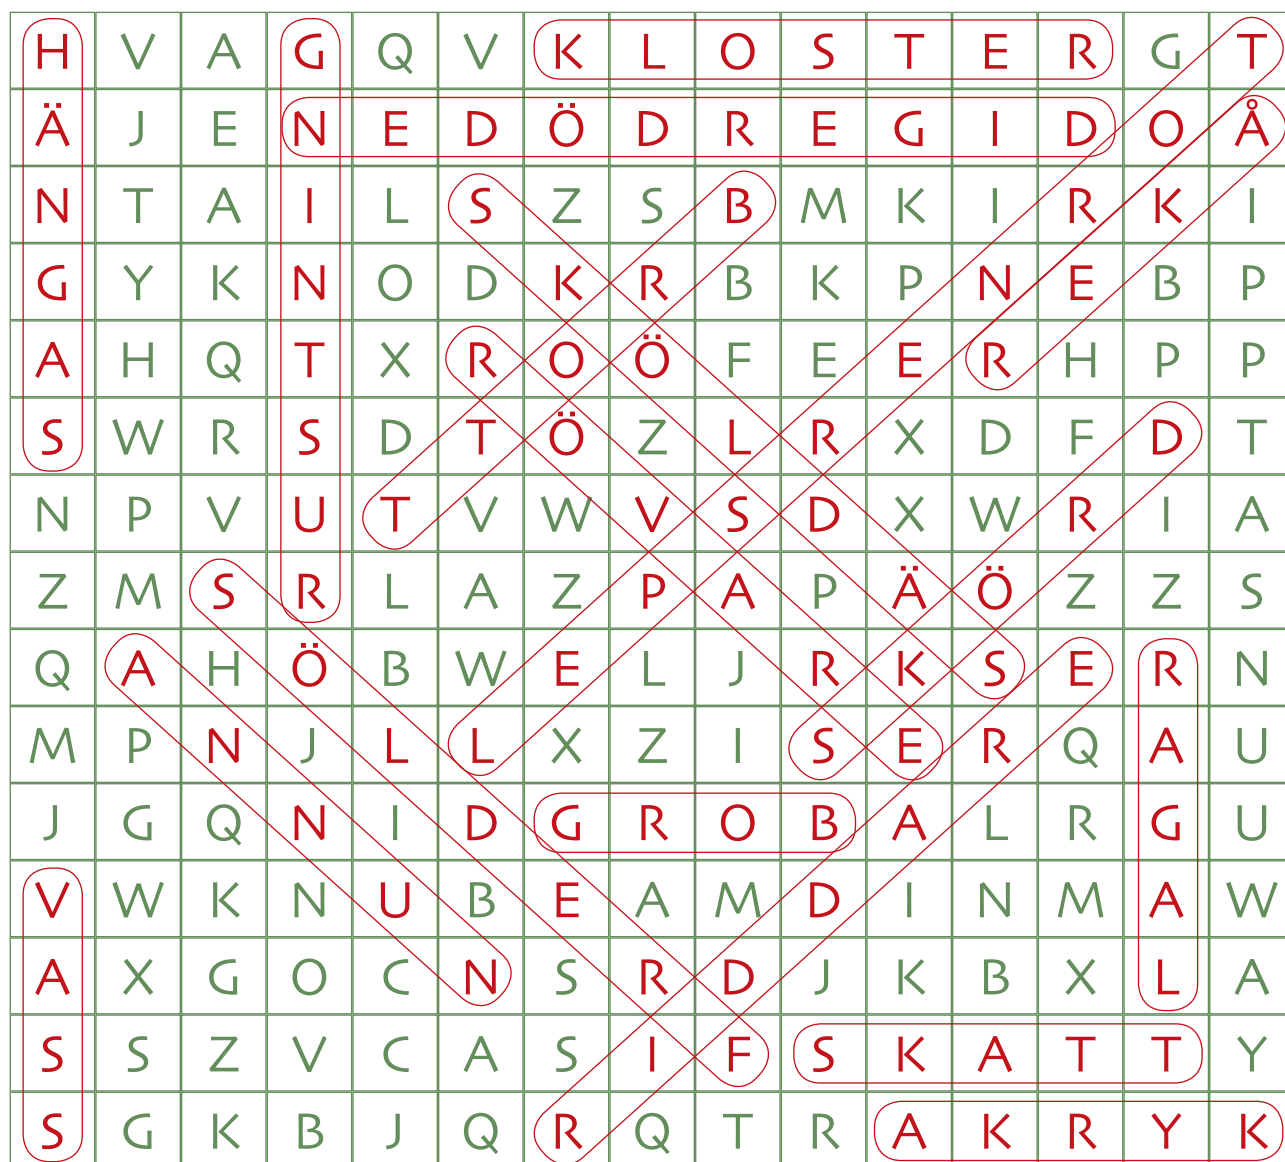 H V A G Q V K L O S T E R G T
Ä J E N E D Ö D R E G I D O Å
N T A I L S Z S B M K I R K I
G Y K N O D K R B K P N E B P
A H Q T X R O Ö F E E R H P P
S W R S D T Ö Z L R X D F D T
N P V U T V W V S D X W R I A
Z M S R L A Z P A P Ä Ö Z Z S
Q A H Ö B W E L J R K S E R N
M P N J L L X Z I S E R Q A U
J G Q N I D G R O B A L R G U
V W K N U B E A M D I N M A W
A X G O C N S R D J K B X L A
S S Z V C A S I F S K A T T Y
S G K B J Q R Q T R A K R Y K